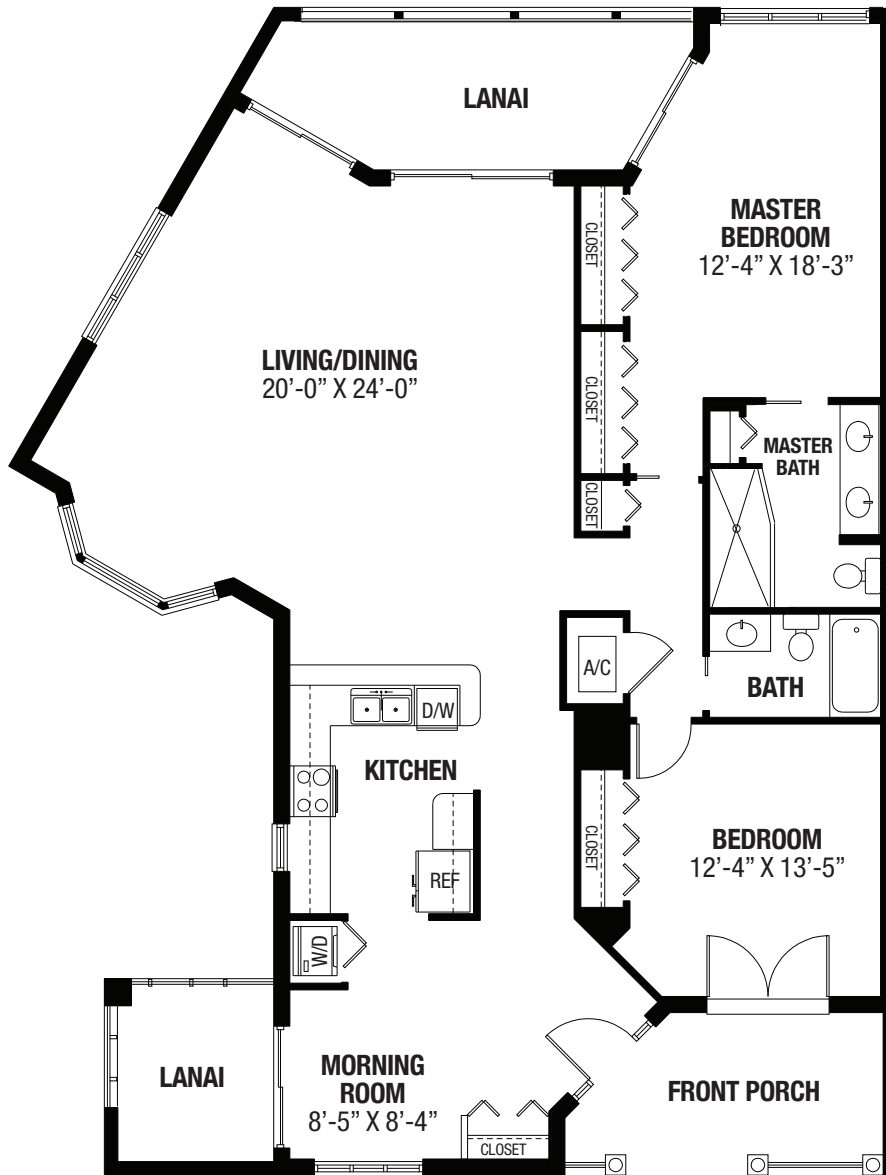 LANAI
MASTER
BEDROOM
12’-4” X 18’-3”
CLOSET
LIVING/DINING
20’-0” X 24’-0”
CLOSET
MASTER
BATH
CLOSET
A/C
BATH
D/W
KITCHEN
CLOSET
BEDROOM
12’-4” X 13’-5”
REF
W/D
LANAI
MORNING
ROOM
8’-5” X 8’-4”
FRONT PORCH
CLOSET